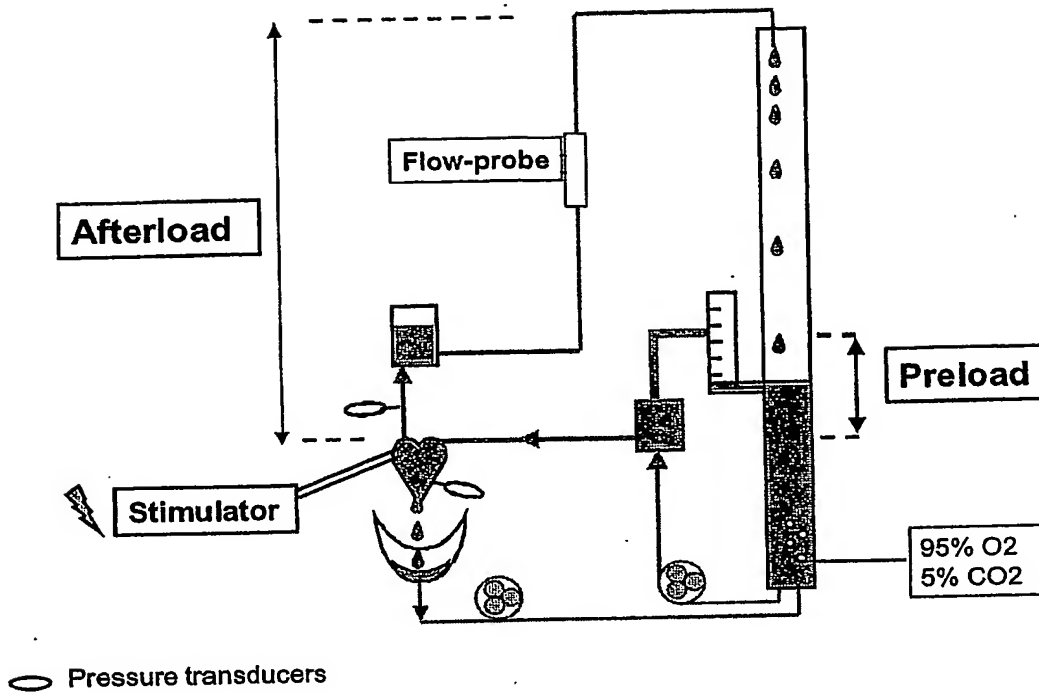 Flow-probe
Afterload
Preload
Stimulator
95% O2
5% CO2
Pressure transducers